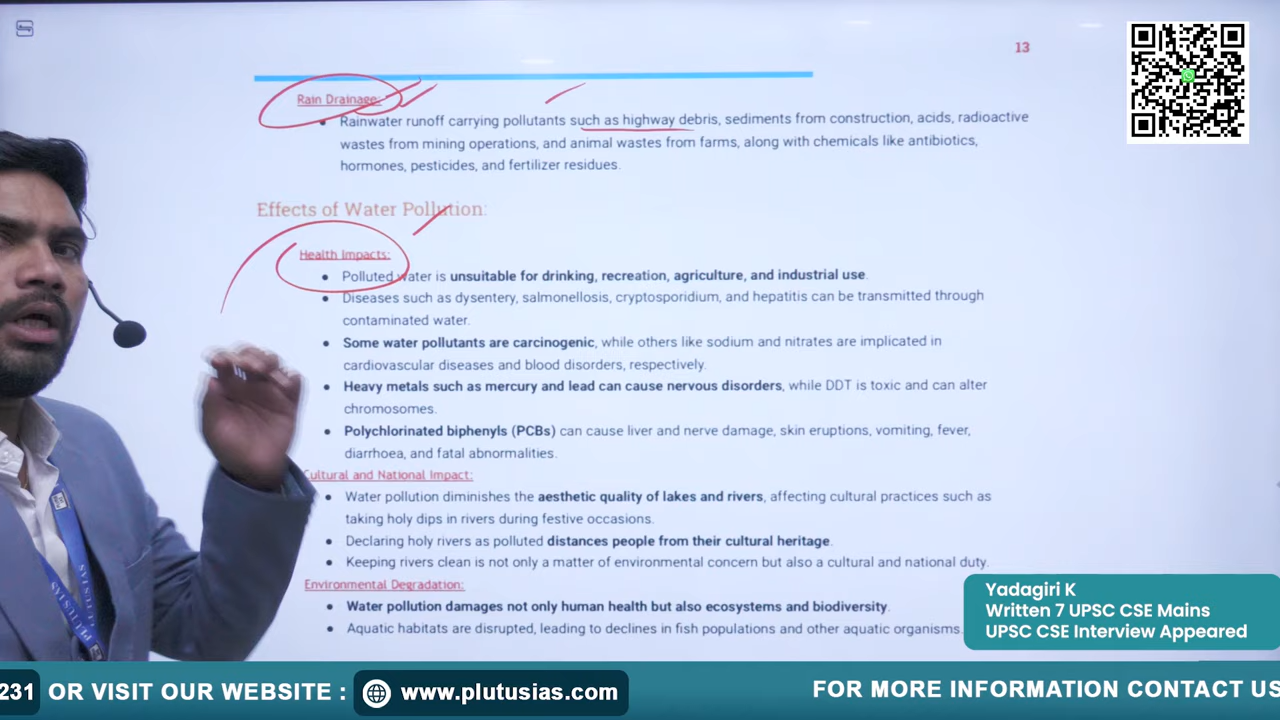 13
Rain Drainage:
• Rainwater runoff carrying pollutants such as highway debris, sediments from construction, acids, radioactive
wastes from mining operations, and animal wastes from farms, along with chemicals like antibiotics,
hormones, pesticides, and fertilizer residues.
Effects of Water Pollution:
Health Impacts:
• Polluted water is unsuitable for drinking, recreation, agriculture, and industrial use.
• Diseases such as dysentery, salmonellosis, cryptosporidium, and hepatitis can be transmitted through
contaminated water.
• Some water pollutants are carcinogenic, while others like sodium and nitrates are implicated in
cardiovascular diseases and blood disorders, respectively.
• Heavy metals such as mercury and lead can cause nervous disorders, while DDT is toxic and can alter
chromosomes.
• Polychlorinated biphenyls (PCBs) can cause liver and nerve damage, skin eruptions, vomiting, fever,
diarrhoea, and fatal abnormalities.
Cultural and National Impact:
• Water pollution diminishes the aesthetic quality of lakes and rivers, affecting cultural practices such as
taking holy dips in rivers during festive occasions.
• Declaring holy rivers as polluted distances people from their cultural heritage.
• Keeping rivers clean is not only a matter of environmental concern but also a cultural and national duty.
Environmental Degradation:
• Water pollution damages not only human health but also ecosystems and biodiversity.
• Aquatic habitats are disrupted, leading to declines in fish populations and other aquatic organisms.
Yadagiri K
Written 7 UPSC CSE Mains
UPSC CSE Interview Appeared
231 OR VISIT OUR WEBSITE : www.plutusias.com FOR MORE INFORMATION CONTACT US